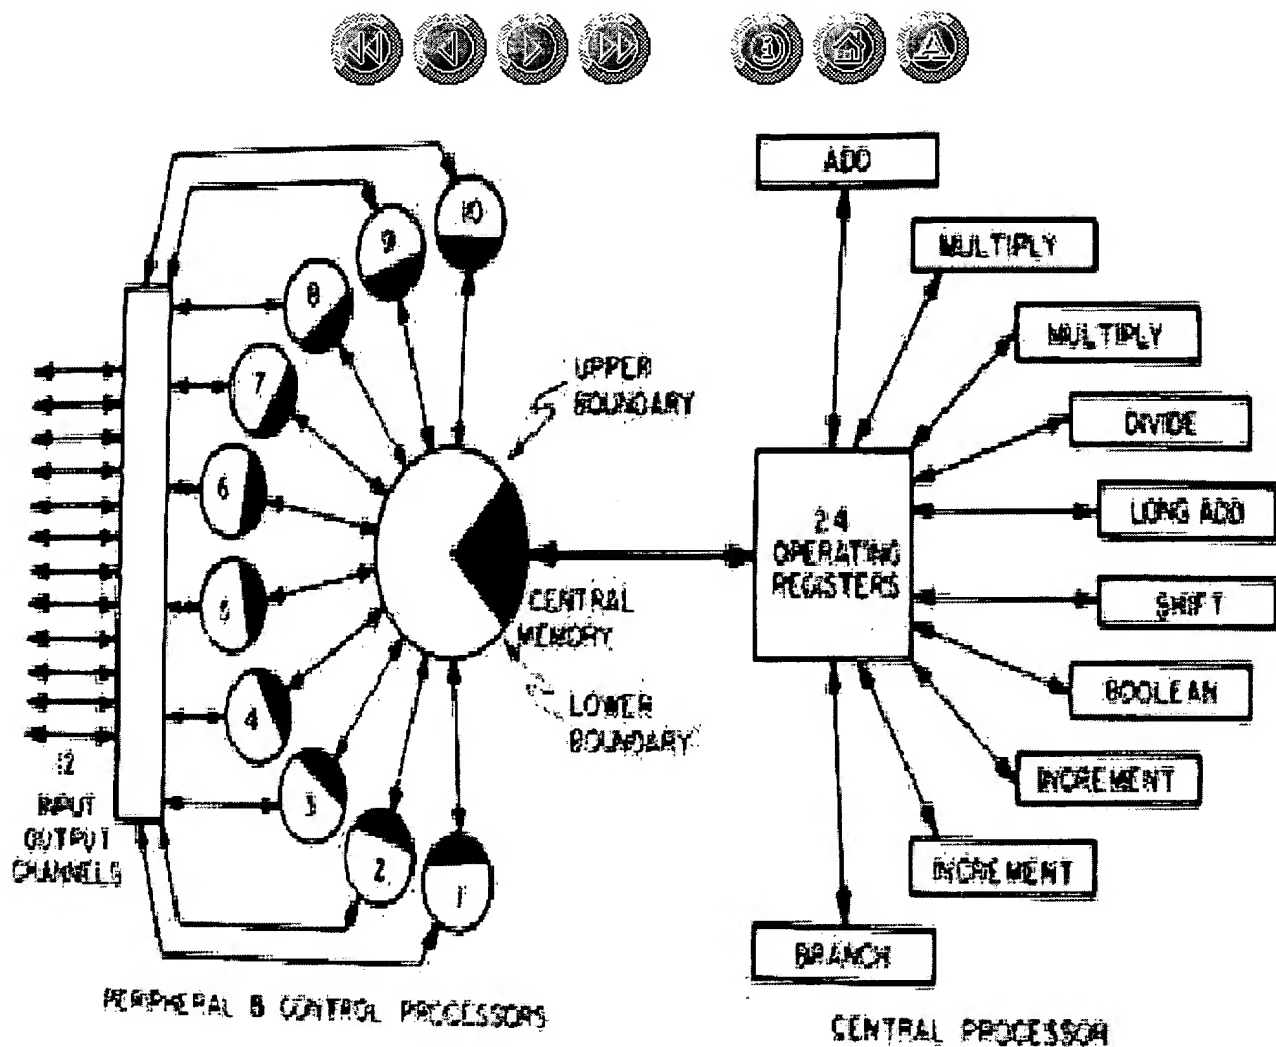 ADD
MULTIPLY
MULTIPLY
DIVIDE
LONG ADD
SHIFT
BOOLEAN
INCREMENT
INCREMENT
BRANCH
24
OPERATING
REGISTERS
CENTRAL PROCESSOR
10
9
8
7
6
5
4
3
2
1
UPPER
BOUNDARY
CENTRAL
MEMORY
LOWER
BOUNDARY
12
INPUT
OUTPUT
CHANNELS
PERIPHERAL & CONTROL PROCESSORS